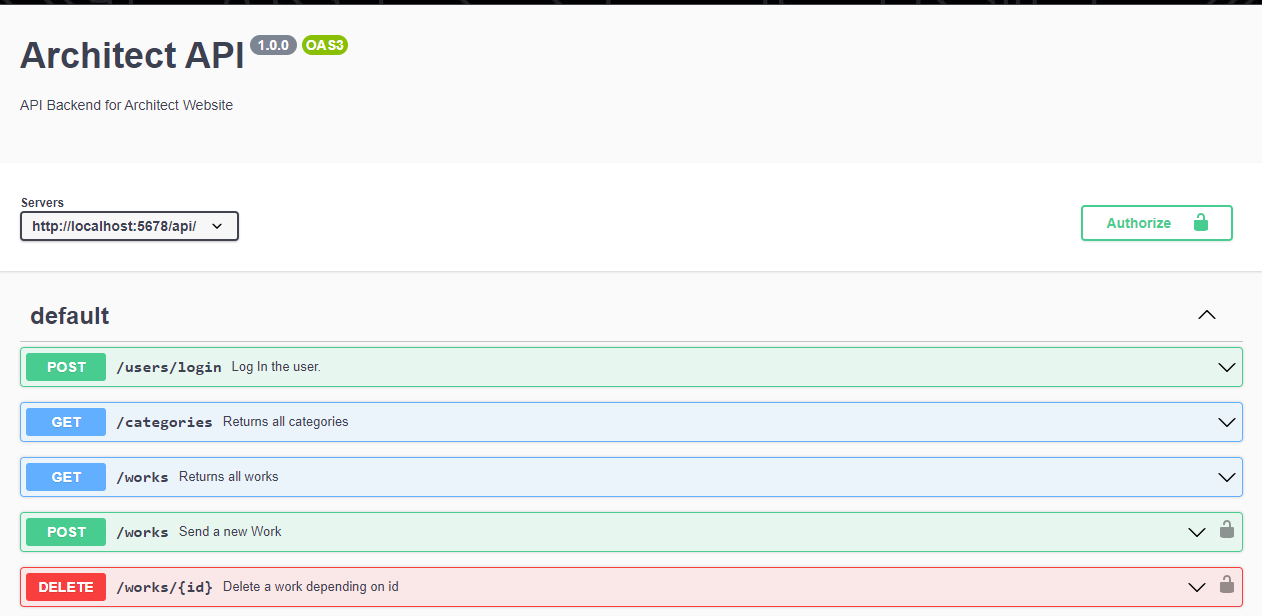 Architect API 1.0.0 OAS3
API Backend for Architect Website
Servers
http://localhost:5678/api/
Authorize
default
POST /users/login Log In the user.
GET /categories Returns all categories
GET /works Returns all works
POST /works Send a new Work
DELETE /works/{id} Delete a work depending on id